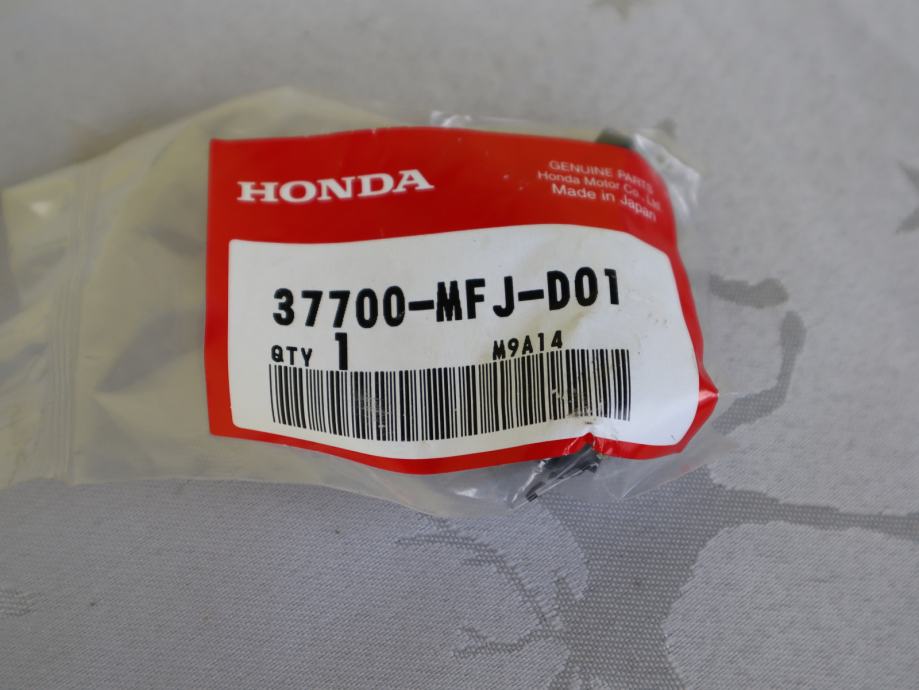 HONDA
GENUINE PARTS
Honda Motor Co., Ltd
Made in Japan
37700-MFJ-D01
QTY 1
M9A14